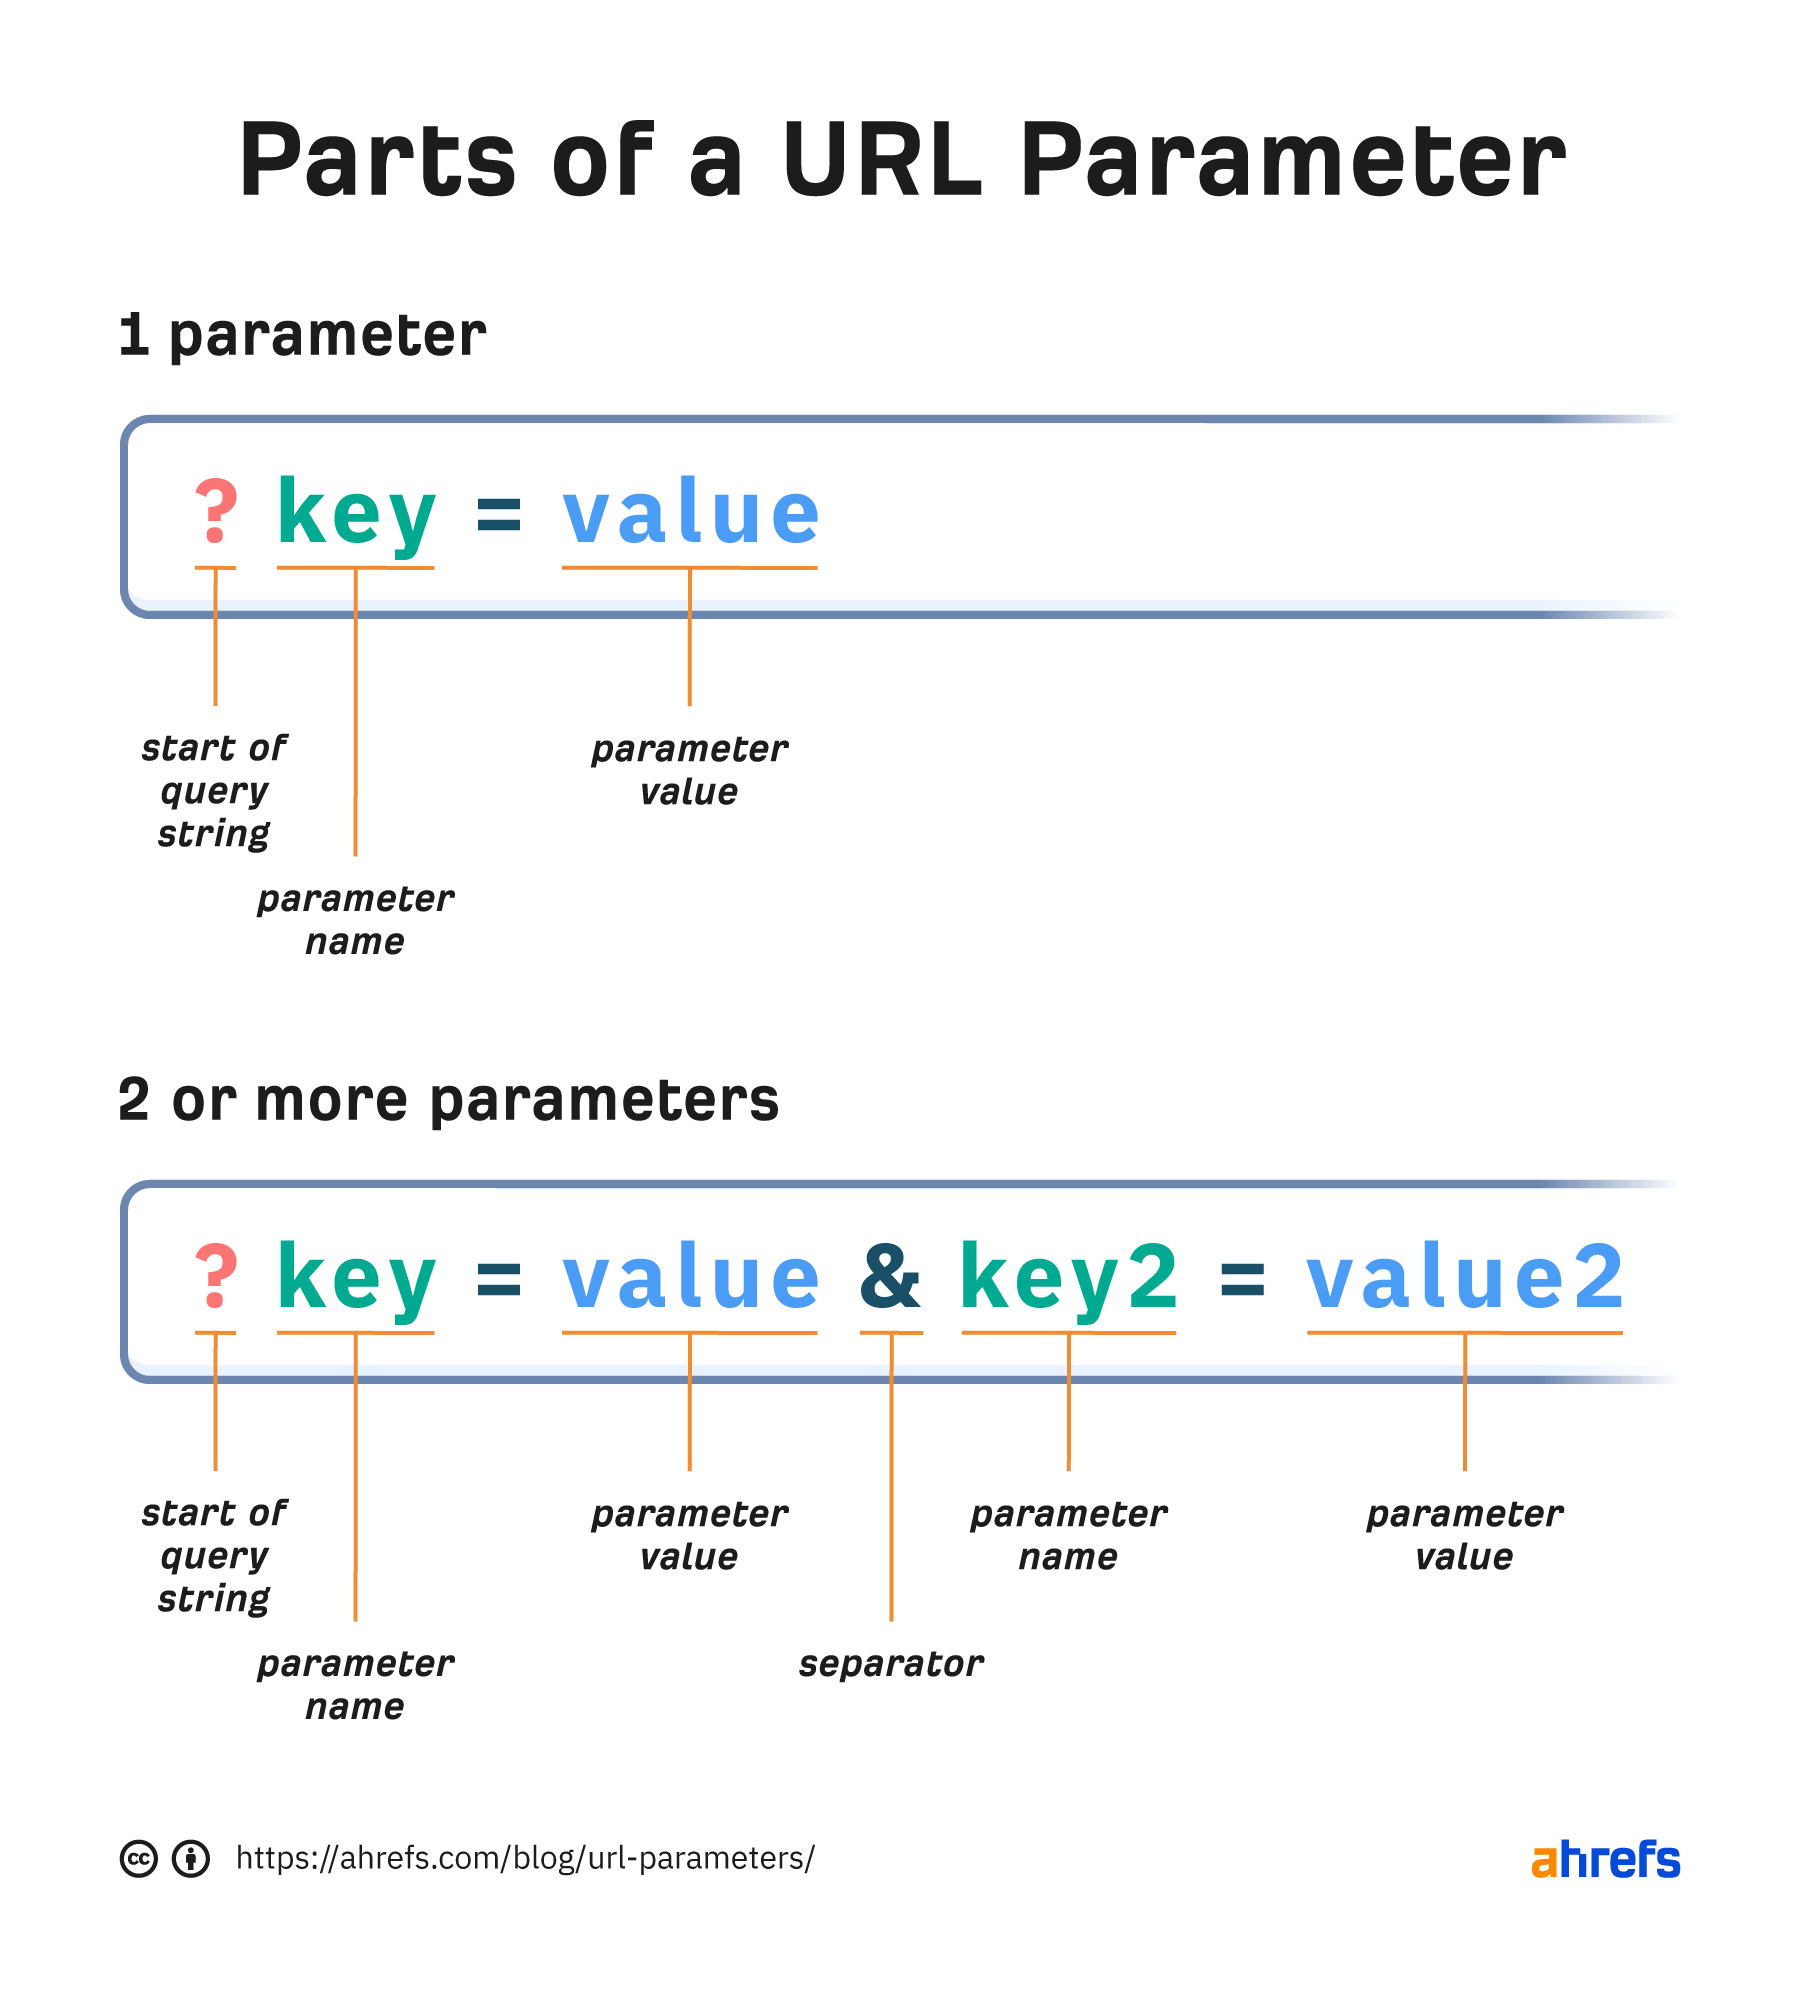 Parts of a URL Parameter
1 parameter
? key = value
start of
query
string
parameter
name
parameter
value
2 or more parameters
? key = value & key2 = value2
start of
query
string
parameter
name
parameter
value
separator
parameter
name
parameter
value
cc https://ahrefs.com/blog/url-parameters/
ahrefs